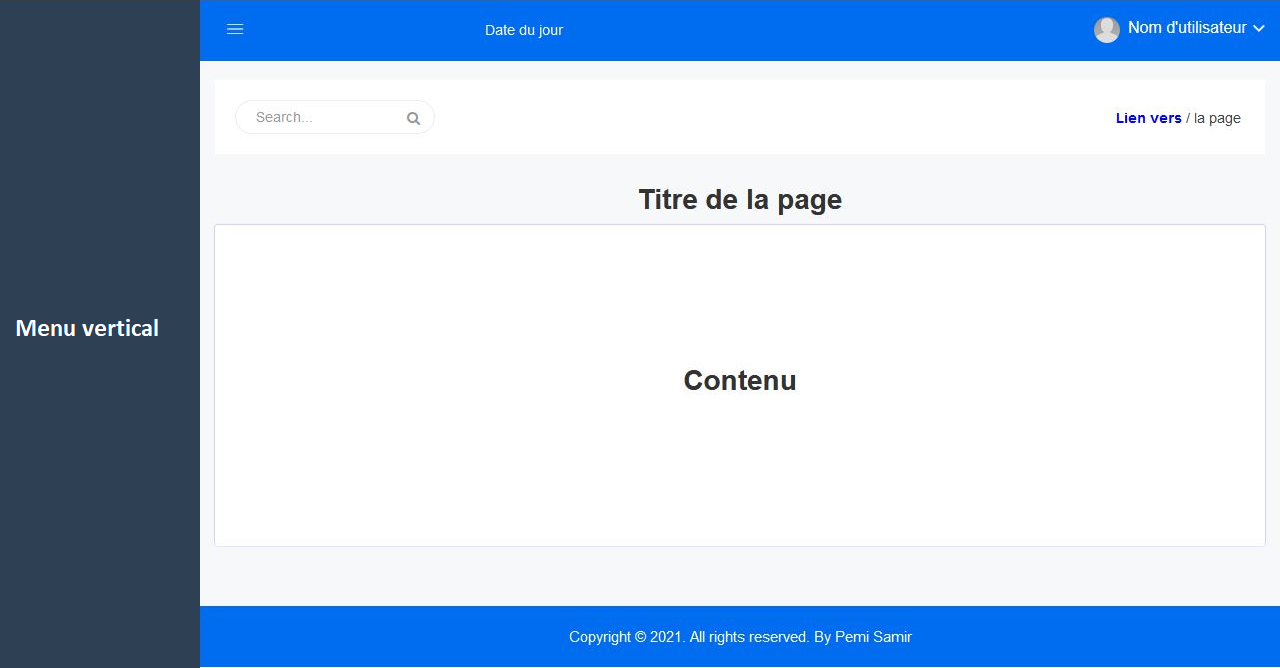 Date du jour
Nom d'utilisateur
Search...
Lien vers / la page
Titre de la page
Menu vertical
Contenu
Copyright © 2021. All rights reserved. By Pemi Samir